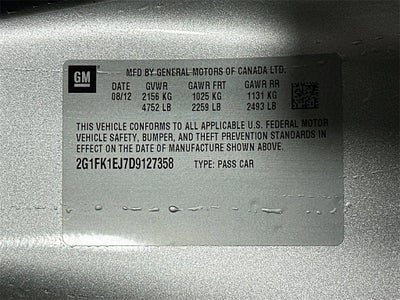 GM
MFD BY GENERAL MOTORS OF CANADA LTD.
DATE GVWR GAWR FRT GAWR RR
08/12 2156 KG 1025 KG 1131 KG
4752 LB 2259 LB 2493 LB
THIS VEHICLE CONFORMS TO ALL APPLICABLE U.S. FEDERAL MOTOR
VEHICLE SAFETY, BUMPER, AND THEFT PREVENTION STANDARDS IN
EFFECT ON THE DATE OF MANUFACTURE SHOWN ABOVE.
2G1FK1EJ7D9127358 TYPE: PASS CAR